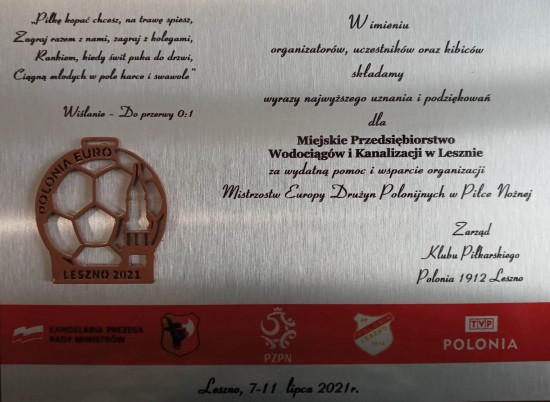 „Piłkę kopać chcesz, na trawę spiesz,
Zagraj razem z nami, zagraj z kolegami,
Rankiem, kiedy świt puka do drzwi,
Ciągną młodych w pole harce i swawole”
Wiślanie - Do przerwy 0:1
POLONIA EURO
LESZNO 2021
W imieniu
organizatorów, uczestników oraz kibiców
składamy
wyrazy najwyższego uznania i podziękowań
dla
Miejskie Przedsiębiorstwo
Wodociągów i Kanalizacji w Lesznie
za wydatną pomoc i wsparcie organizacji
Mistrzostw Europy Drużyn Polonijnych w Piłce Nożnej
Zarząd
Klubu Piłkarskiego
Polonia 1912 Leszno
KANCELARIA PREZESA
RADY MINISTRÓW
PZPN
LESZNO
1912
TVP
POLONIA
Leszno, 7-11 lipca 2021r.